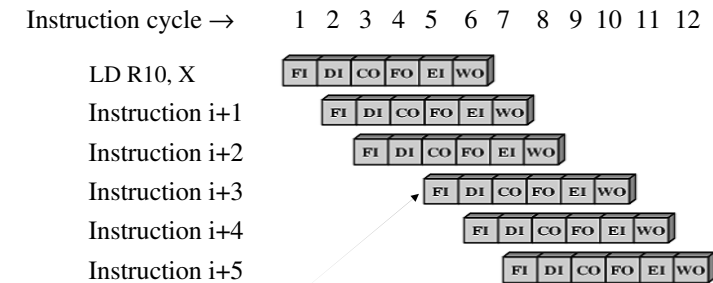 Instruction cycle → 1 2 3 4 5 6 7 8 9 10 11 12
LD R10, X FI DI CO FO EI WO
Instruction i+1 FI DI CO FO EI WO
Instruction i+2 FI DI CO FO EI WO
Instruction i+3 FI DI CO FO EI WO
Instruction i+4 FI DI CO FO EI WO
Instruction i+5 FI DI CO FO EI WO